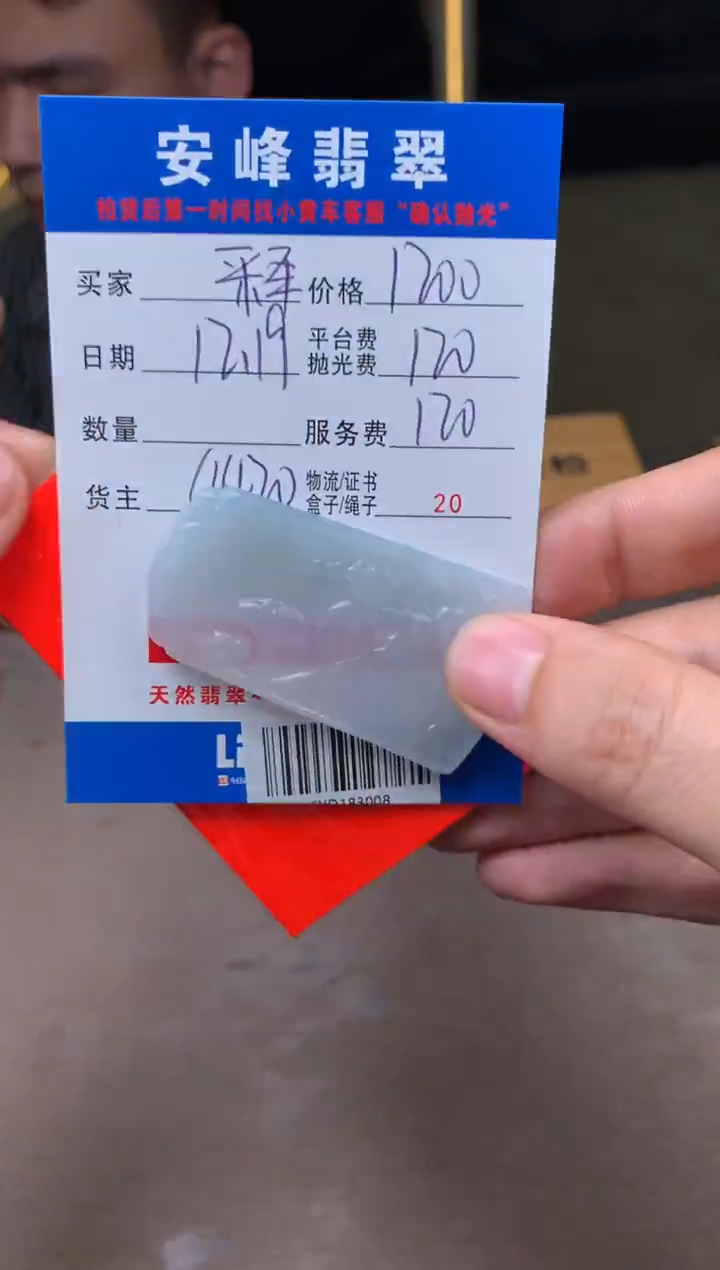 安峰翡翠
拍货后第一时间找小黄车客服“确认抛光”
买家 价格 1200
日期 12.19 平台费 抛光费 120
数量 服务费 120
货主 物流/证书 盒子/绳子 20
天然翡翠
Li
183008